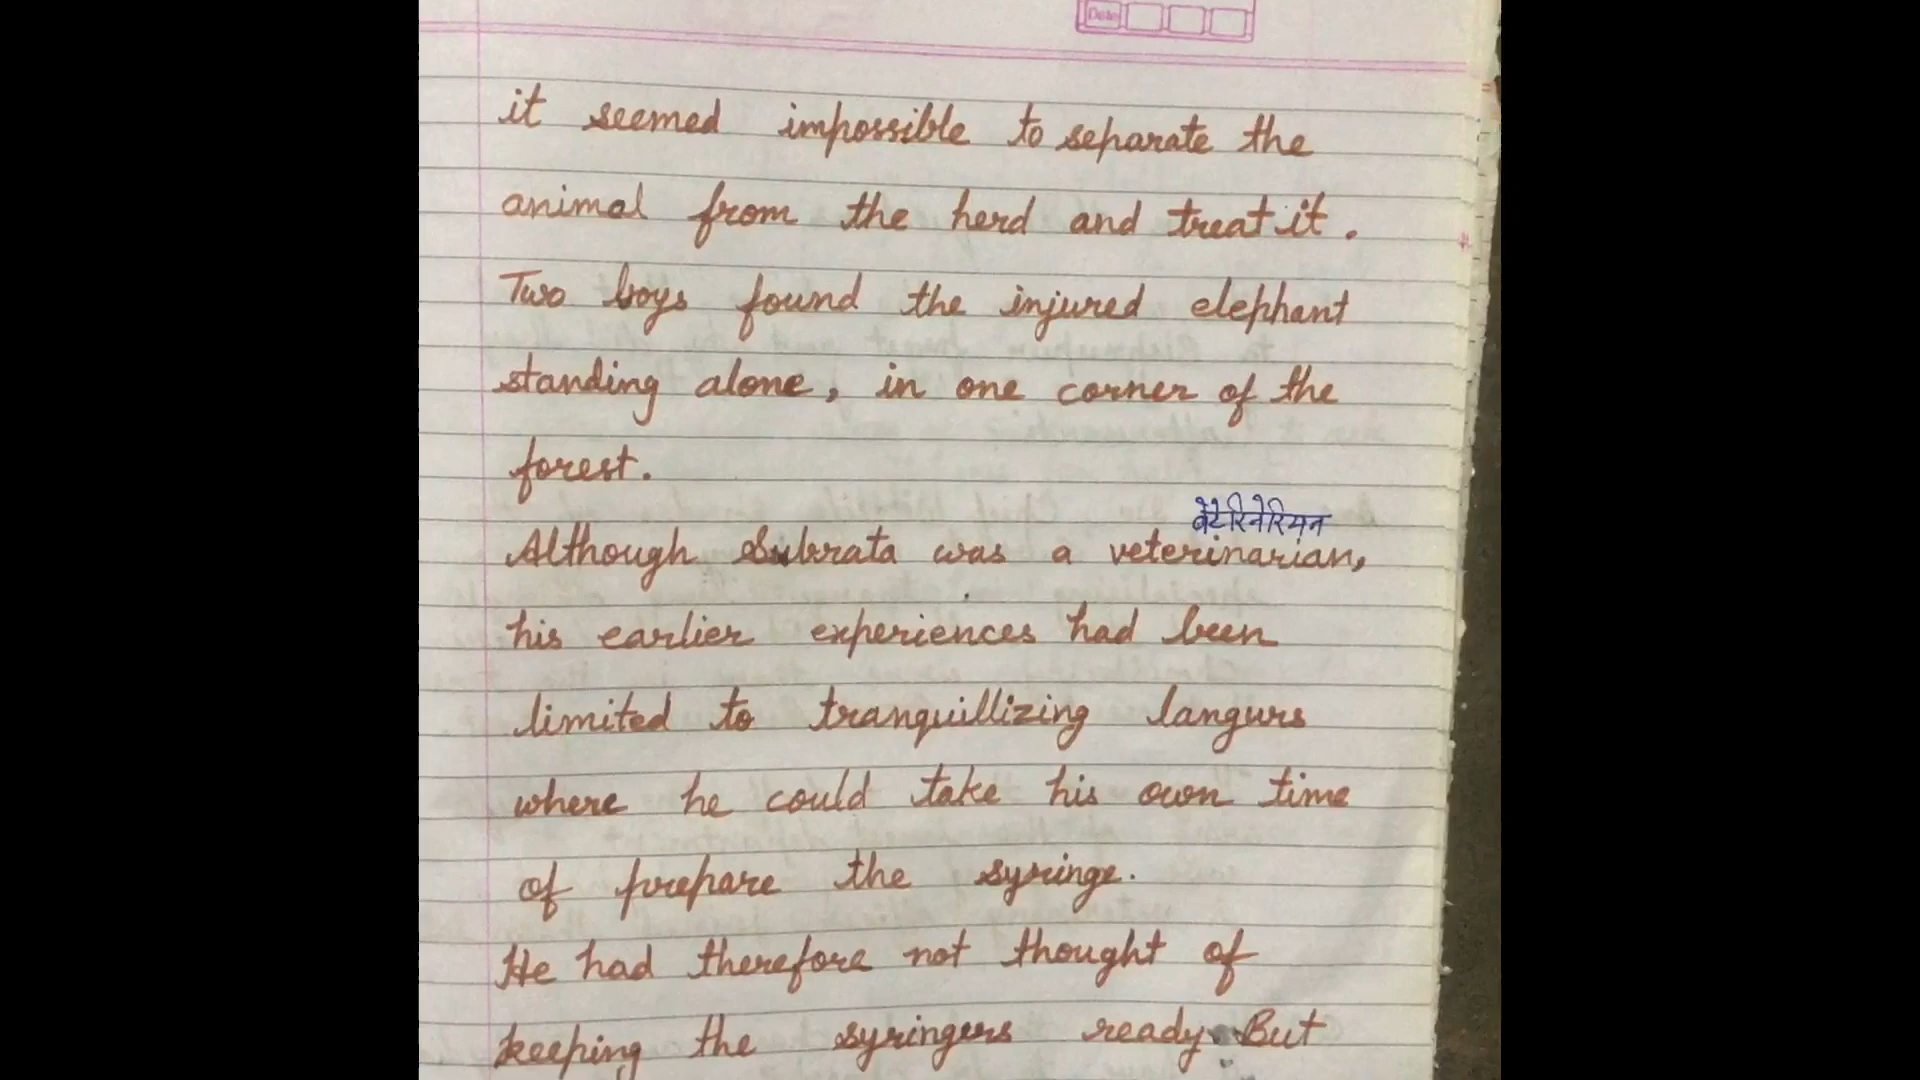 Date
it seemed impossible to separate the
animal from the herd and treat it.
Two boys found the injured elephant
standing alone, in one corner of the
forest.
वेटेरिनेरियन
Although Subrata was a veterinarian,
his earlier experiences had been
limited to tranquillizing langurs
where he could take his own time
of prepare the syringe.
He had therefore not thought of
keeping the syringers ready But